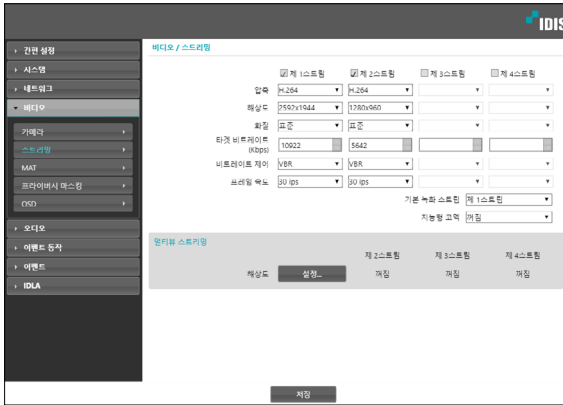 IDIS
간편 설정
시스템
네트워크
비디오
카메라
스트리밍
MAT
프라이버시 마스킹
OSD
오디오
이벤트 동작
이벤트
IDLA
비디오 / 스트리밍
제 1스트림 제 2스트림 제 3스트림 제 4스트림
압축 H.264 H.264
해상도 2592x1944 1280x960
화질 표준 표준
타겟 비트레이트
(Kbps) 10922 5642
비트레이트 제어 VBR VBR
프레임 속도 30 ips 30 ips
기본 녹화 스트림 제 1스트림
지능형 코덱 꺼짐
멀티뷰 스트리밍
제 2스트림 제 3스트림 제 4스트림
해상도 설정... 꺼짐 꺼짐 꺼짐
저장